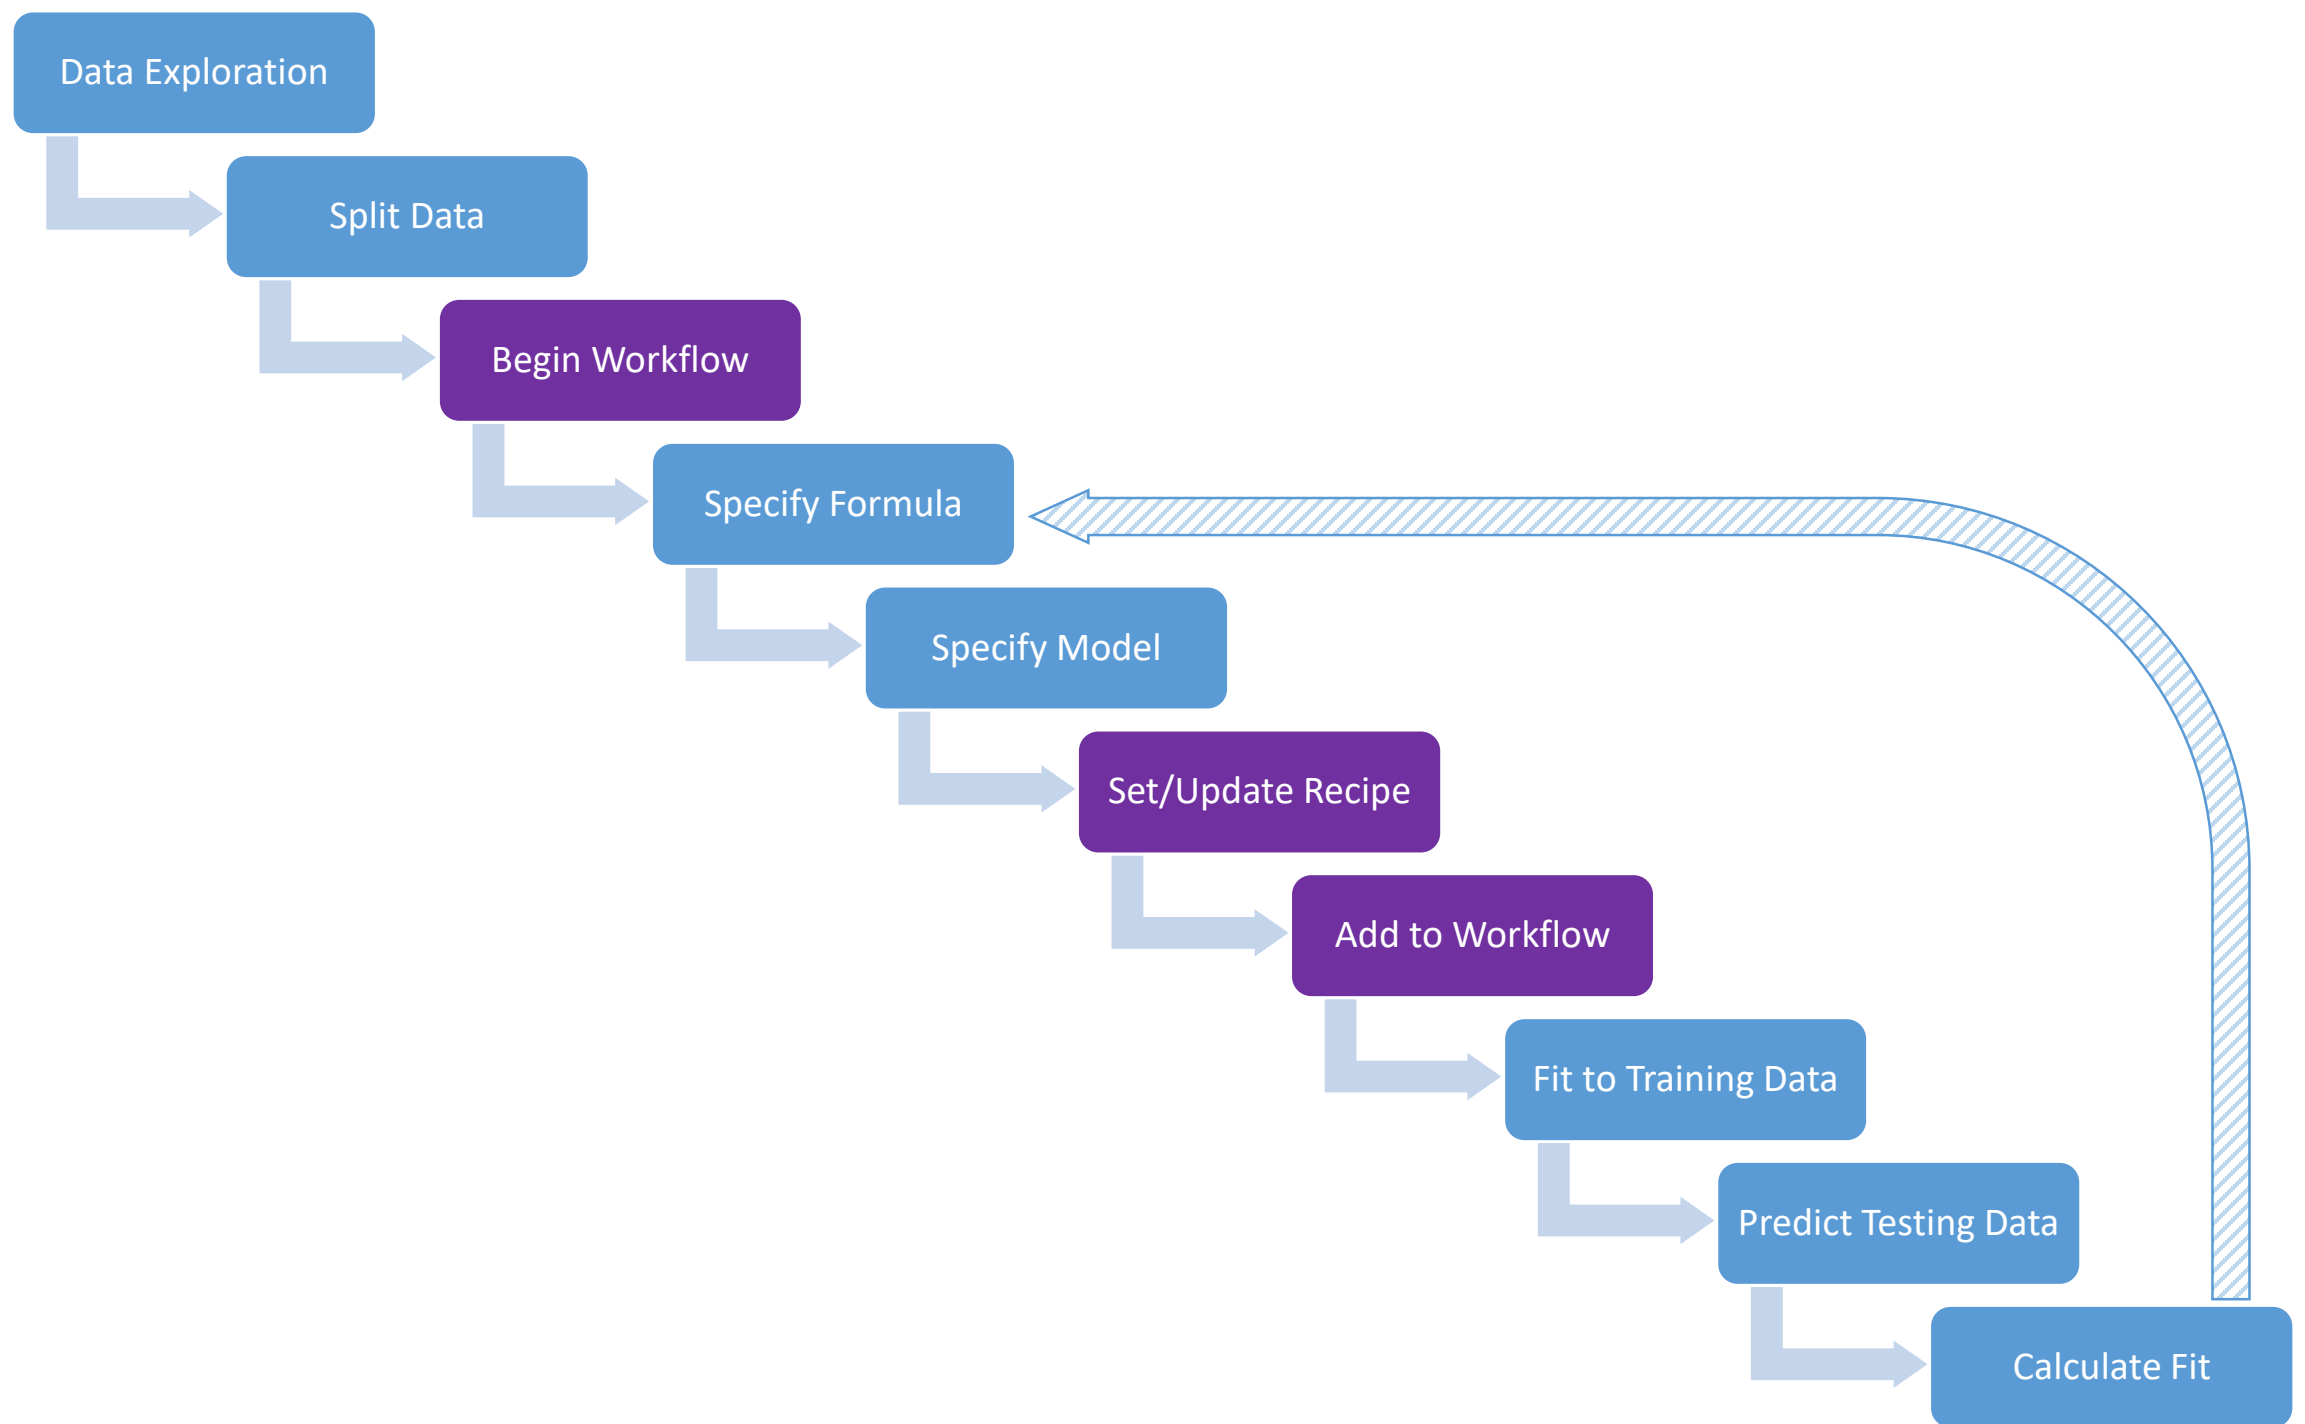 Data Exploration
Split Data
Begin Workflow
Specify Formula
Specify Model
Set/Update Recipe
Add to Workflow
Fit to Training Data
Predict Testing Data
Calculate Fit